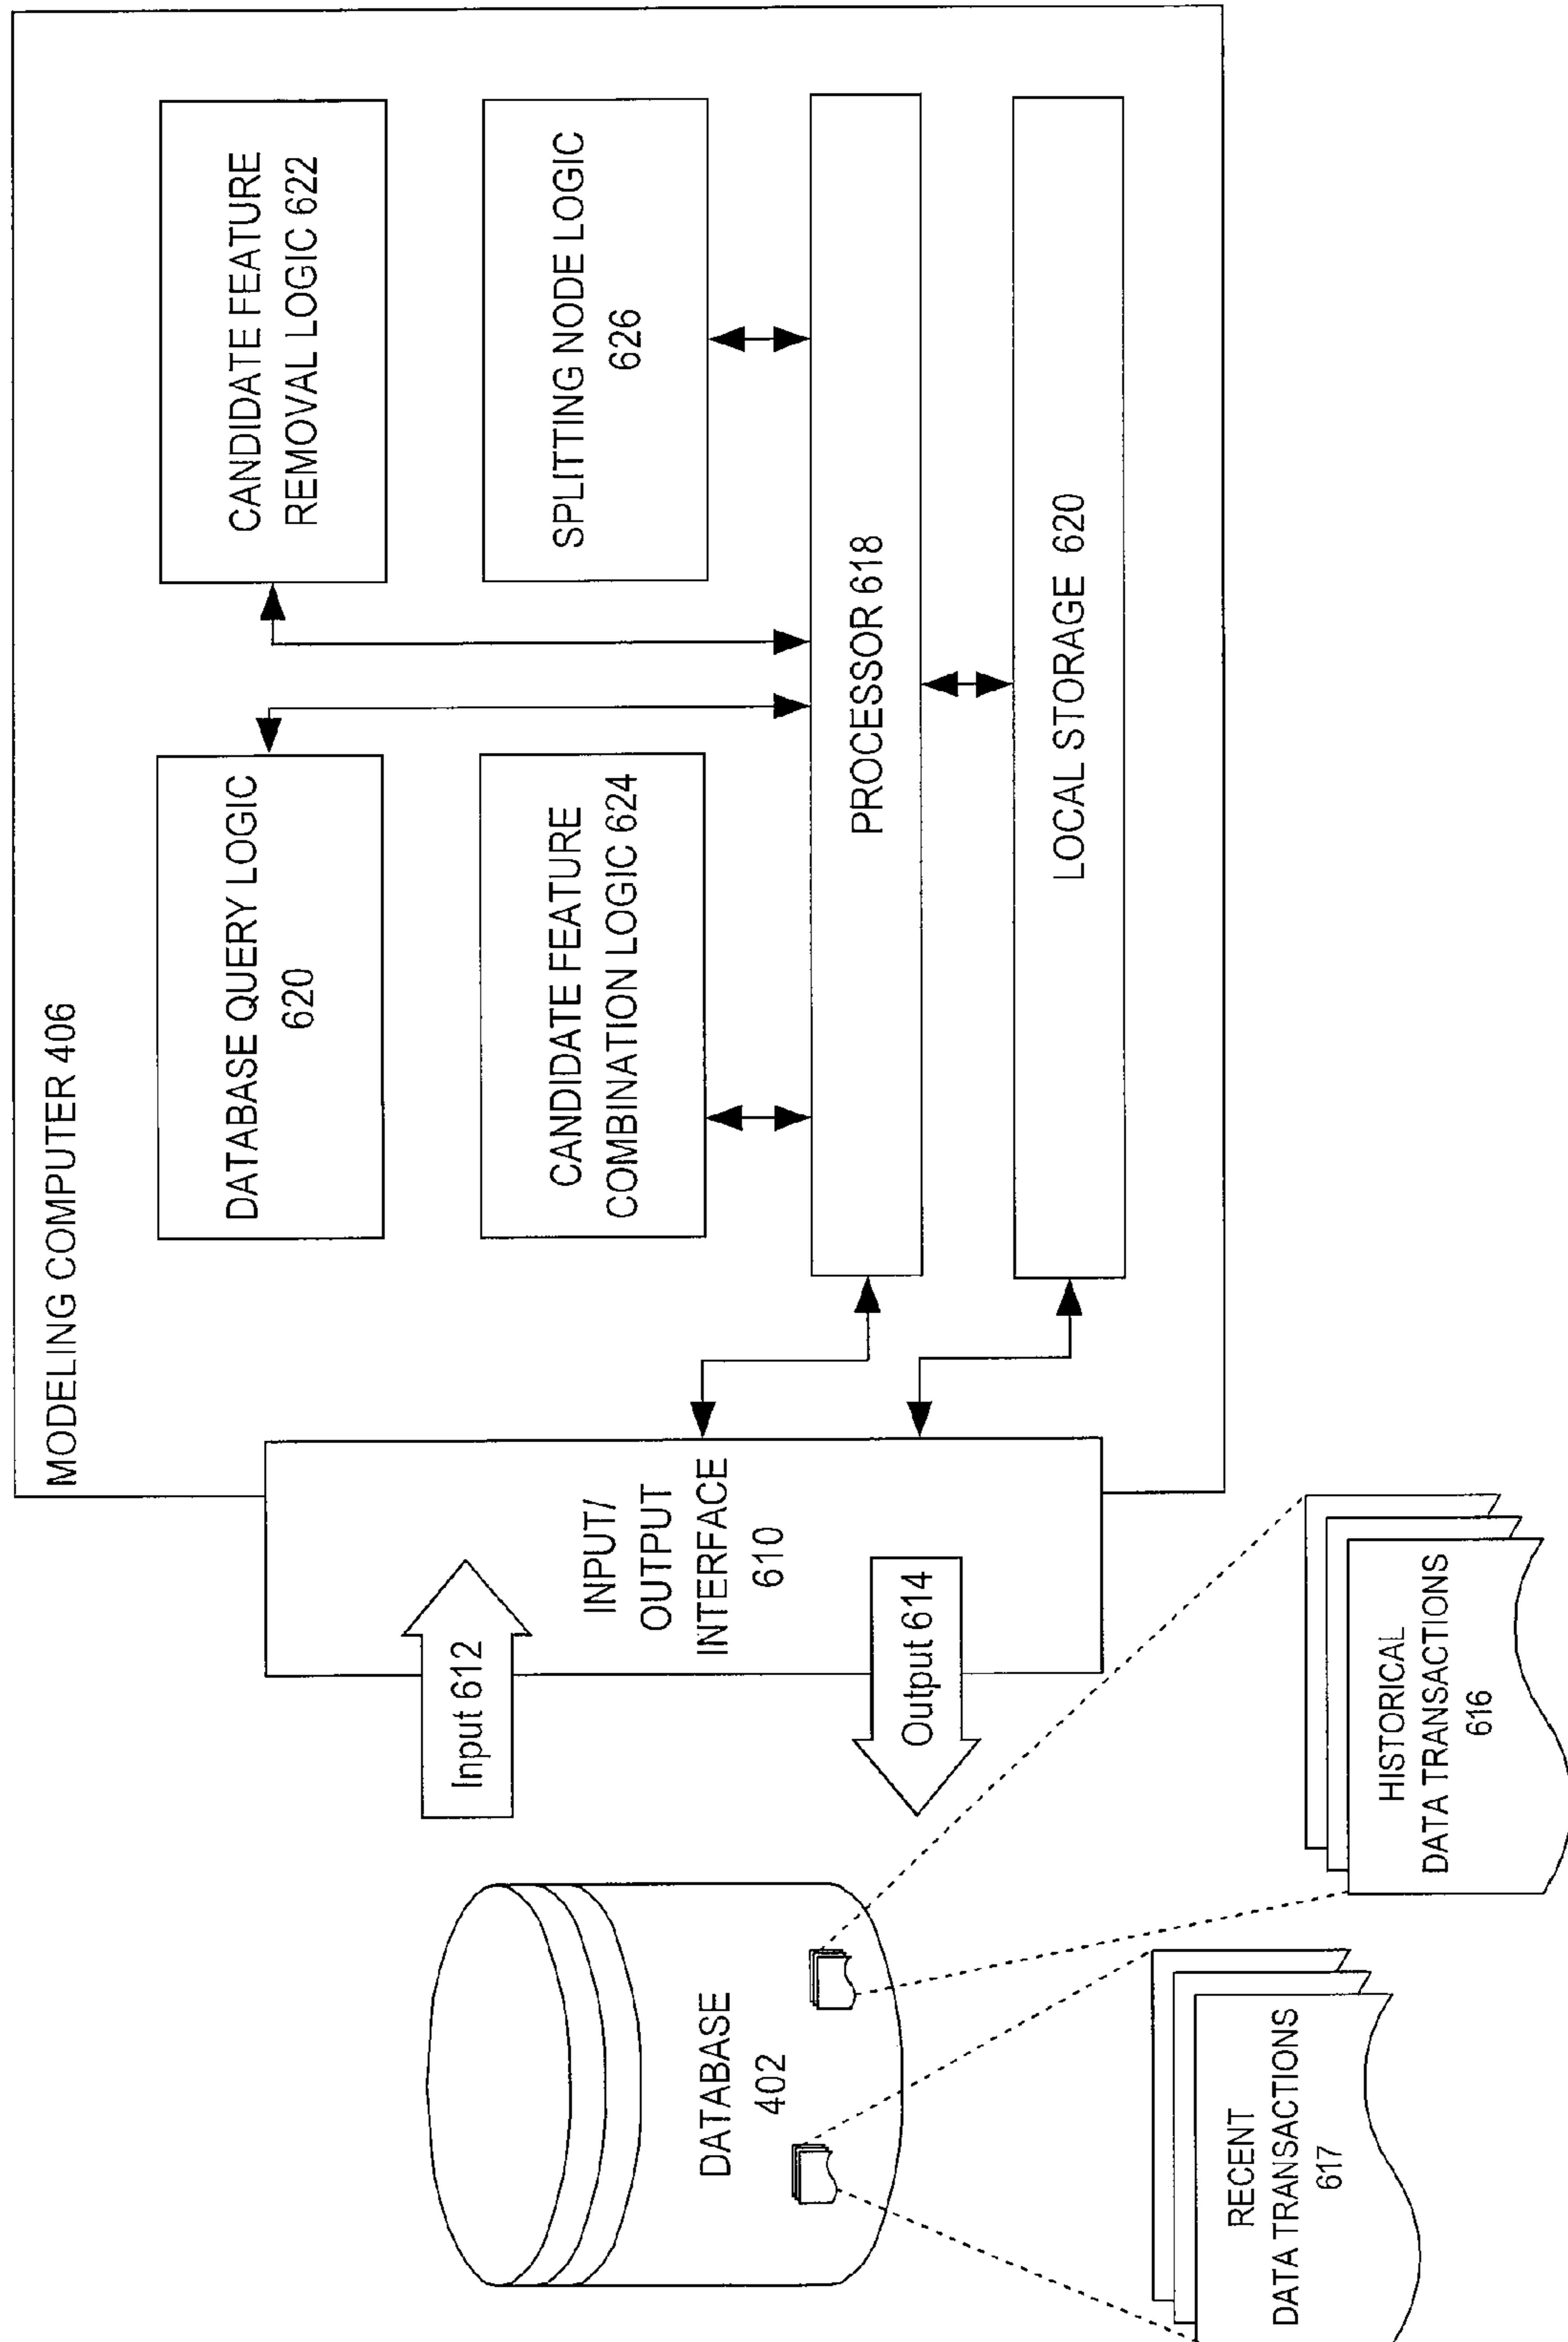 MODELING COMPUTER 406
DATABASE QUERY LOGIC
620
CANDIDATE FEATURE
REMOVAL LOGIC 622
CANDIDATE FEATURE
COMBINATION LOGIC 624
SPLITTING NODE LOGIC
626
PROCESSOR 618
LOCAL STORAGE 620
INPUT/
OUTPUT
INTERFACE
610
Input 612
Output 614
DATABASE
402
RECENT
DATA TRANSACTIONS
617
HISTORICAL
DATA TRANSACTIONS
616